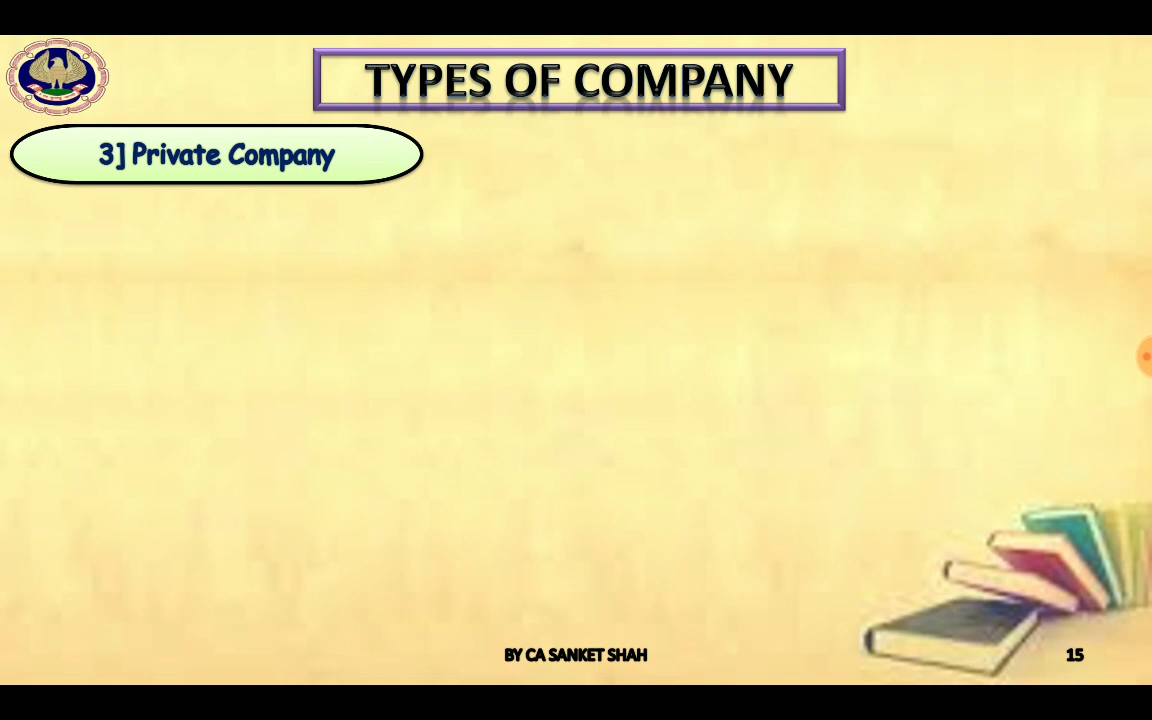 TYPES OF COMPANY
3] Private Company
BY CA SANKET SHAH
15